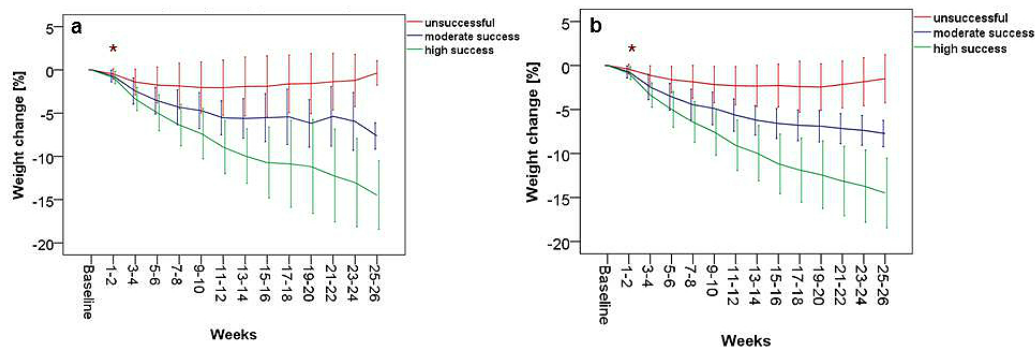 a
unsuccessful
moderate success
high success
*
5
0
-5
-10
-15
-20
Weight change [%]
Baseline
1-2
3-4
5-6
7-8
9-10
11-12
13-14
15-16
17-18
19-20
21-22
23-24
25-26
Weeks
b
unsuccessful
moderate success
high success
*
5
0
-5
-10
-15
-20
Weight change [%]
Baseline
1-2
3-4
5-6
7-8
9-10
11-12
13-14
15-16
17-18
19-20
21-22
23-24
25-26
Weeks